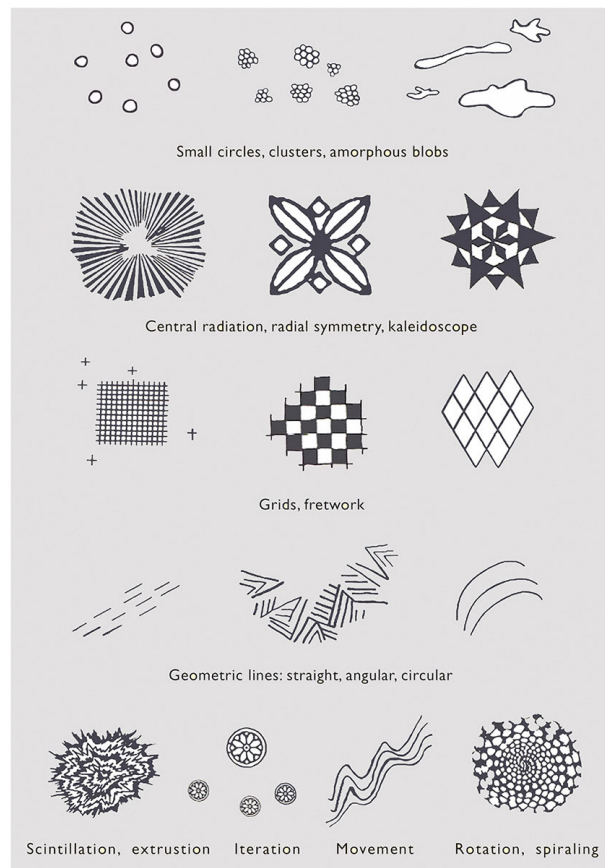 Small circles, clusters, amorphous blobs
Central radiation, radial symmetry, kaleidoscope
Grids, fretwork
Geometric lines: straight, angular, circular
Scintillation, extrustion Iteration Movement Rotation, spiraling